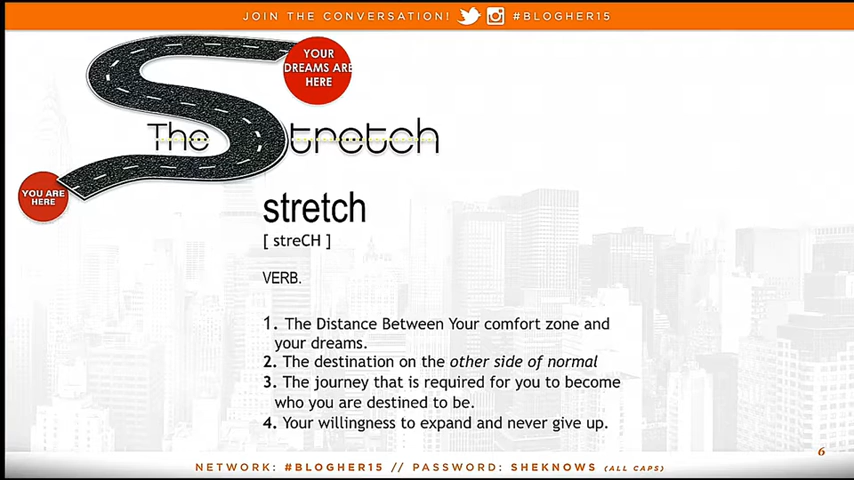 JOIN THE CONVERSATION! #BLOGHER15
YOUR
DREAMS ARE
HERE
The Stretch
YOU ARE
HERE
stretch
[ streCH ]
VERB.
1. The Distance Between Your comfort zone and
your dreams.
2. The destination on the other side of normal
3. The journey that is required for you to become
who you are destined to be.
4. Your willingness to expand and never give up.
6
NETWORK: #BLOGHER15 // PASSWORD: SHEKNOWS (ALL CAPS)